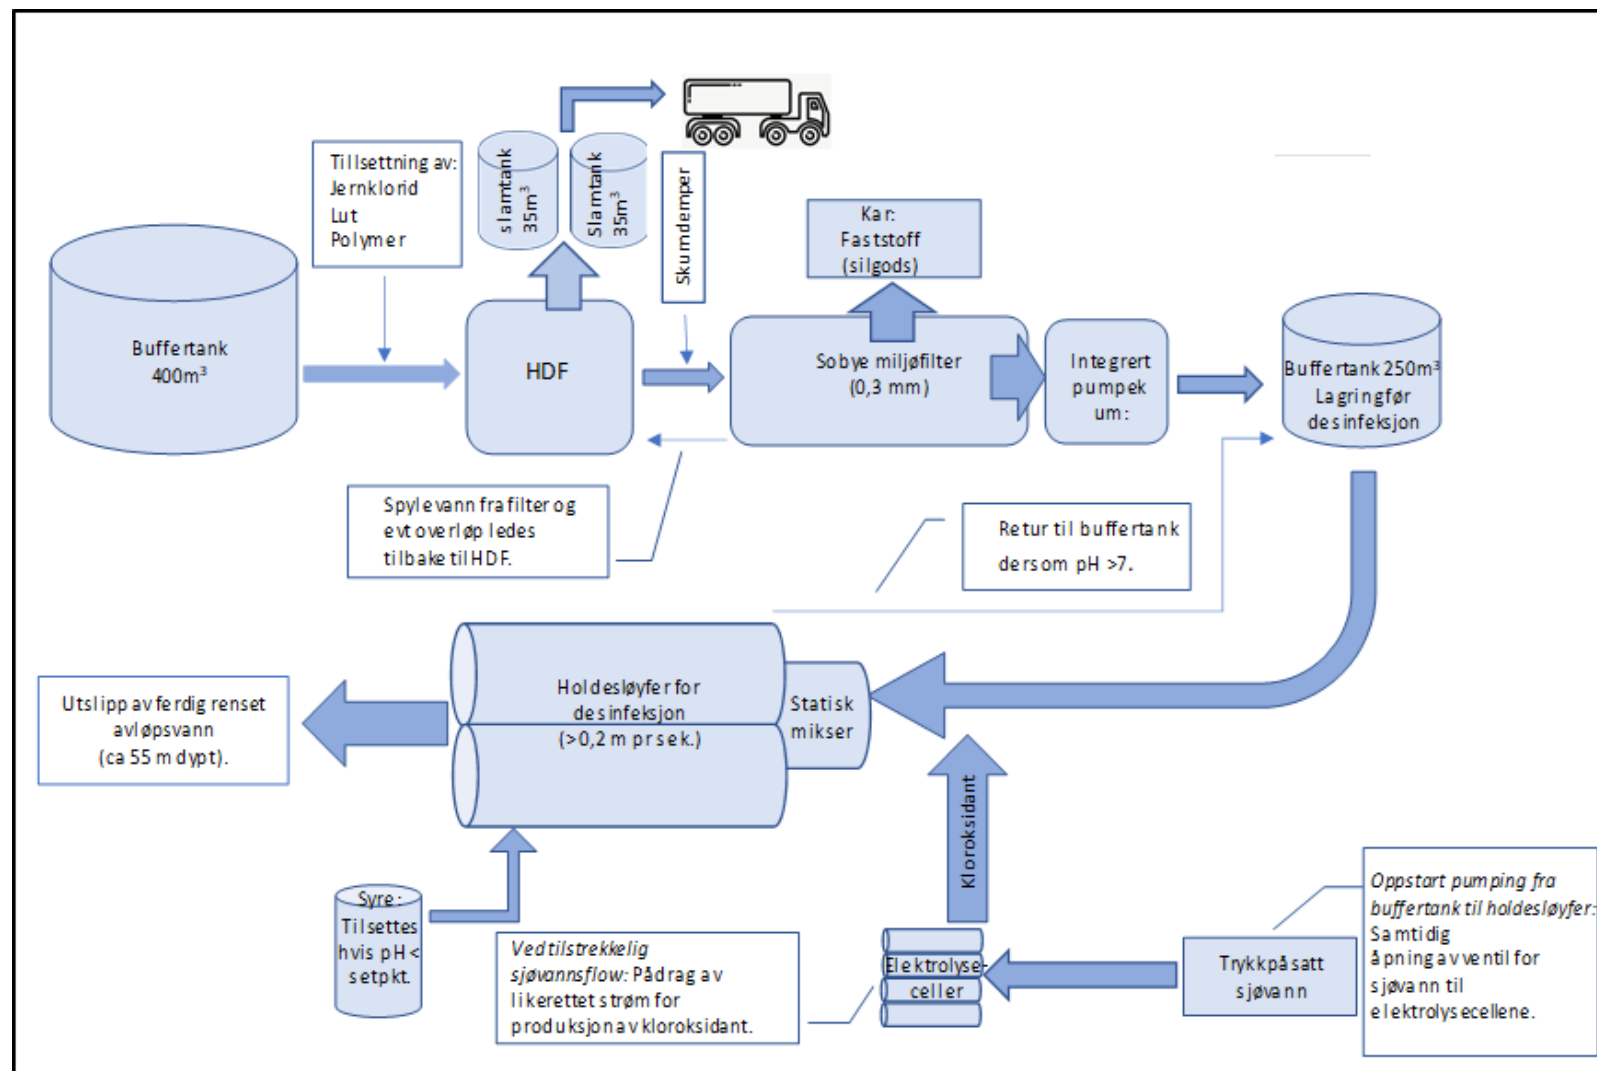 Tillsettning av:
Jernklorid
Lut
Polymer
slamtank
35m³
Slamtank
35m³
Skumdemper
Kar:
Faststoff
(silgods)
Buffertank
400m³
HDF
Sobye miljøfilter
(0,3 mm)
Integrert
pumpek
um:
Buffertank 250m³
Lagring før
desinfeksjon
Spylevann fra filter og
evt overløp ledes
tilbake til HDF.
Retur til buffertank
dersom pH >7.
Utslipp av ferdig renset
avløpsvann
(ca 55 m dypt).
Holdesløyfer for
desinfeksjon
(>0,2 m pr sek.)
Statisk
mikser
Kloroksidant
Syre:
Tilsettes
hvis pH <
setpkt.
Ved tilstrekkelig
sjøvannsflow: Pådrag av
likerettet strøm for
produksjon av kloroksidant.
Elektrolyse-
celler
Trykkpåsatt
sjøvann
Oppstart pumping fra
buffertank til holdesløyfer:
Samtidig
åpning av ventil for
sjøvann til
elektrolysecellene.